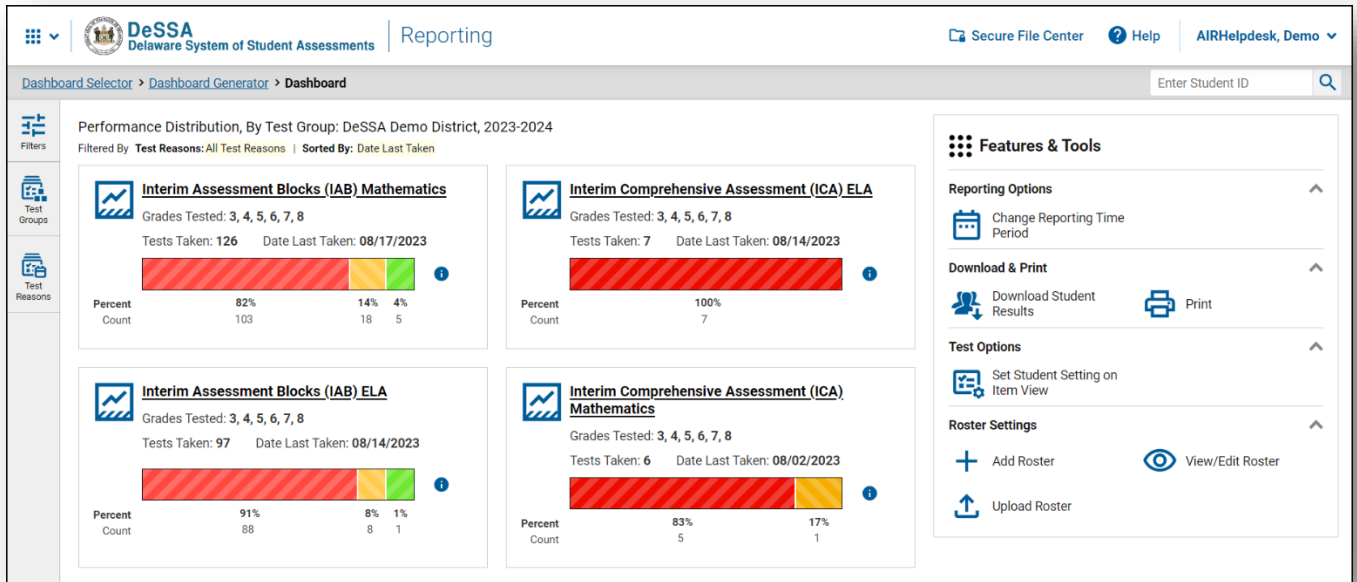 DeSSA
Delaware System of Student Assessments
Reporting
Secure File Center
Help
AIRHelpdesk, Demo
Dashboard Selector > Dashboard Generator > Dashboard
Enter Student ID
Filters
Test
Groups
Test
Reasons
Performance Distribution, By Test Group: DeSSA Demo District, 2023-2024
Filtered By Test Reasons: All Test Reasons | Sorted By: Date Last Taken
Interim Assessment Blocks (IAB) Mathematics
Grades Tested: 3, 4, 5, 6, 7, 8
Tests Taken: 126 Date Last Taken: 08/17/2023
Percent 82% 14% 4%
Count 103 18 5
Interim Comprehensive Assessment (ICA) ELA
Grades Tested: 3, 4, 5, 6, 7, 8
Tests Taken: 7 Date Last Taken: 08/14/2023
Percent 100%
Count 7
Interim Assessment Blocks (IAB) ELA
Grades Tested: 3, 4, 5, 6, 7, 8
Tests Taken: 97 Date Last Taken: 08/14/2023
Percent 91% 8% 1%
Count 88 8 1
Interim Comprehensive Assessment (ICA)
Mathematics
Grades Tested: 3, 4, 5, 6, 7, 8
Tests Taken: 6 Date Last Taken: 08/02/2023
Percent 83% 17%
Count 5 1
Features & Tools
Reporting Options
Change Reporting Time
Period
Download & Print
Download Student
Results
Print
Test Options
Set Student Setting on
Item View
Roster Settings
Add Roster
View/Edit Roster
Upload Roster